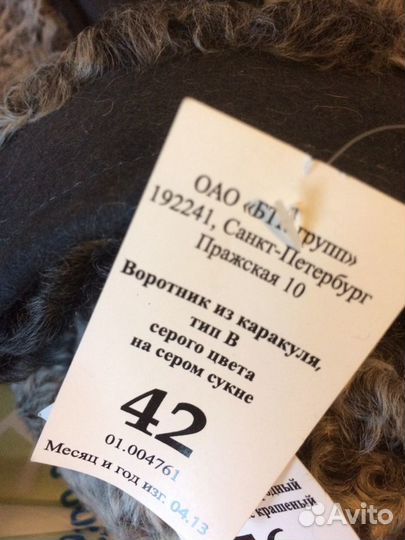 ОАО «БТК групп»
192241, Санкт-Петербург
Пражская 10
Воротник из каракуля,
тип В
серого цвета
на сером сукне
42
01.004761
Месяц и год изг. 04.13
крашеный
Avito